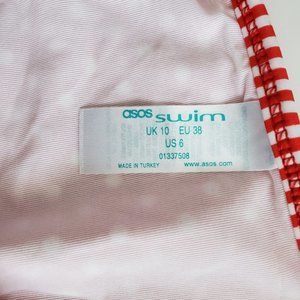 asos swim
UK 10 EU 38
US 6
01337508
MADE IN TURKEY www.asos.com